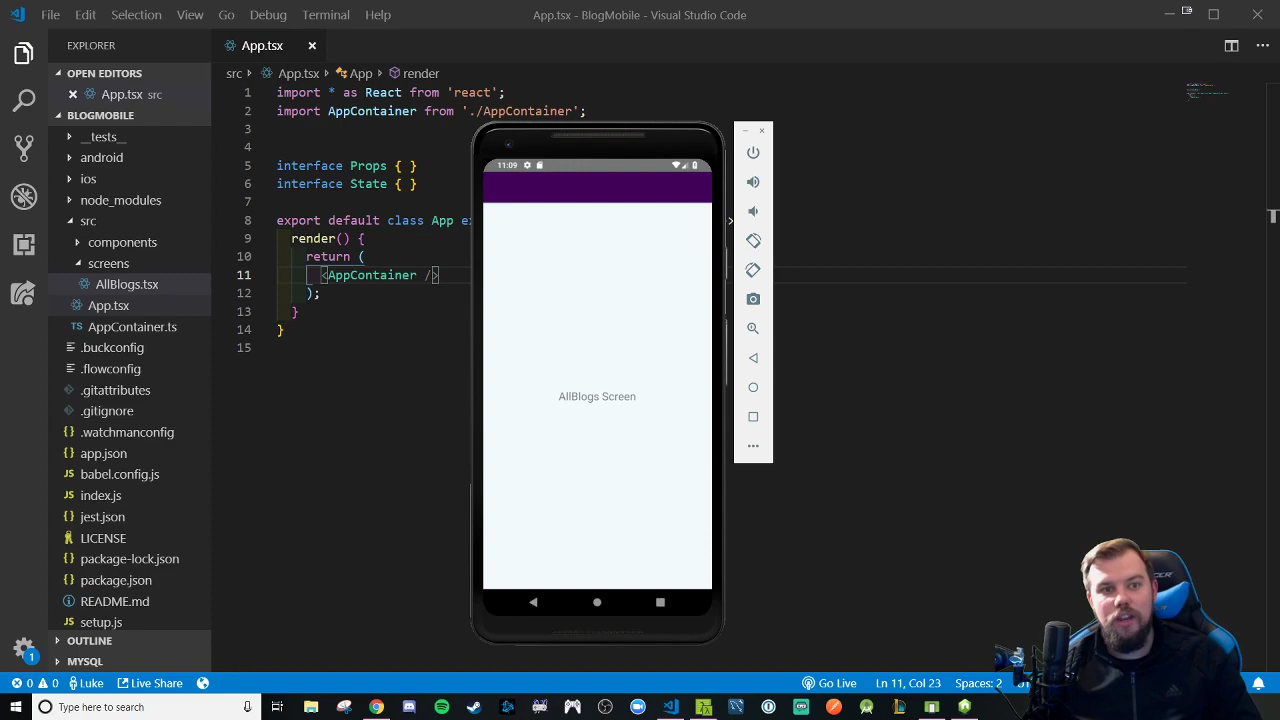 File Edit Selection View Go Debug Terminal Help
App.tsx - BlogMobile - Visual Studio Code
EXPLORER
App.tsx
OPEN EDITORS
App.tsx src
BLOGMOBILE
__tests__
android
ios
node_modules
src
components
screens
AllBlogs.tsx
App.tsx
TS AppContainer.ts
.buckconfig
.flowconfig
.gitattributes
.gitignore
{} .watchmanconfig
{} app.json
JS babel.config.js
JS index.js
{} jest.json
LICENSE
{} package-lock.json
{} package.json
README.md
JS setup.js
OUTLINE
MYSQL
src › App.tsx › App › render
1 import * as React from 'react';
2 import AppContainer from './AppContainer';
3
4
5 interface Props { }
6 interface State { }
7
8 export default class App
9 render() {
10 return (
11 <AppContainer />
12 );
13 }
14 }
15
11:09
AllBlogs Screen
1
0 0 Luke Live Share
Go Live Ln 11, Col 23 Spaces: 2
Type here to search